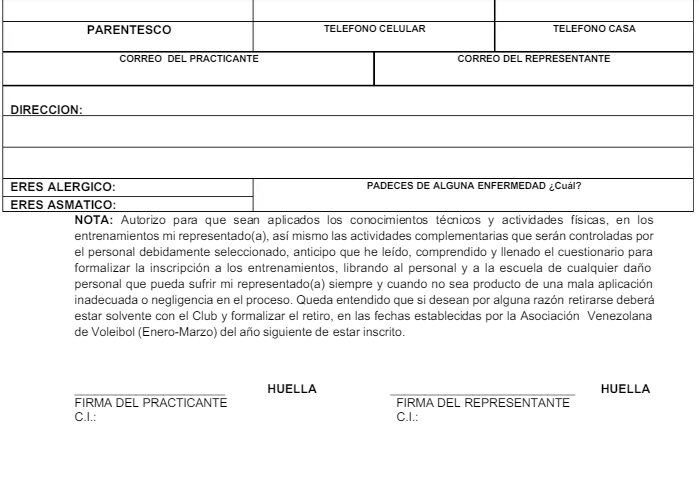 PARENTESCO TELEFONO CELULAR TELEFONO CASA
CORREO DEL PRACTICANTE CORREO DEL REPRESENTANTE
DIRECCION:
ERES ALERGICO: PADECES DE ALGUNA ENFERMEDAD ¿Cuál?
ERES ASMATICO:
NOTA: Autorizo para que sean aplicados los conocimientos técnicos y actividades físicas, en los
entrenamientos mi representado(a), así mismo las actividades complementarias que serán controladas por
el personal debidamente seleccionado, anticipo que he leído, comprendido y llenado el cuestionario para
formalizar la inscripción a los entrenamientos, librando al personal y a la escuela de cualquier daño
personal que pueda sufrir mi representado(a) siempre y cuando no sea producto de una mala aplicación
inadecuada o negligencia en el proceso. Queda entendido que si desean por alguna razón retirarse deberá
estar solvente con el Club y formalizar el retiro, en las fechas establecidas por la Asociación Venezolana
de Voleibol (Enero-Marzo) del año siguiente de estar inscrito.
HUELLA HUELLA
FIRMA DEL PRACTICANTE FIRMA DEL REPRESENTANTE
C.I.: C.I.: